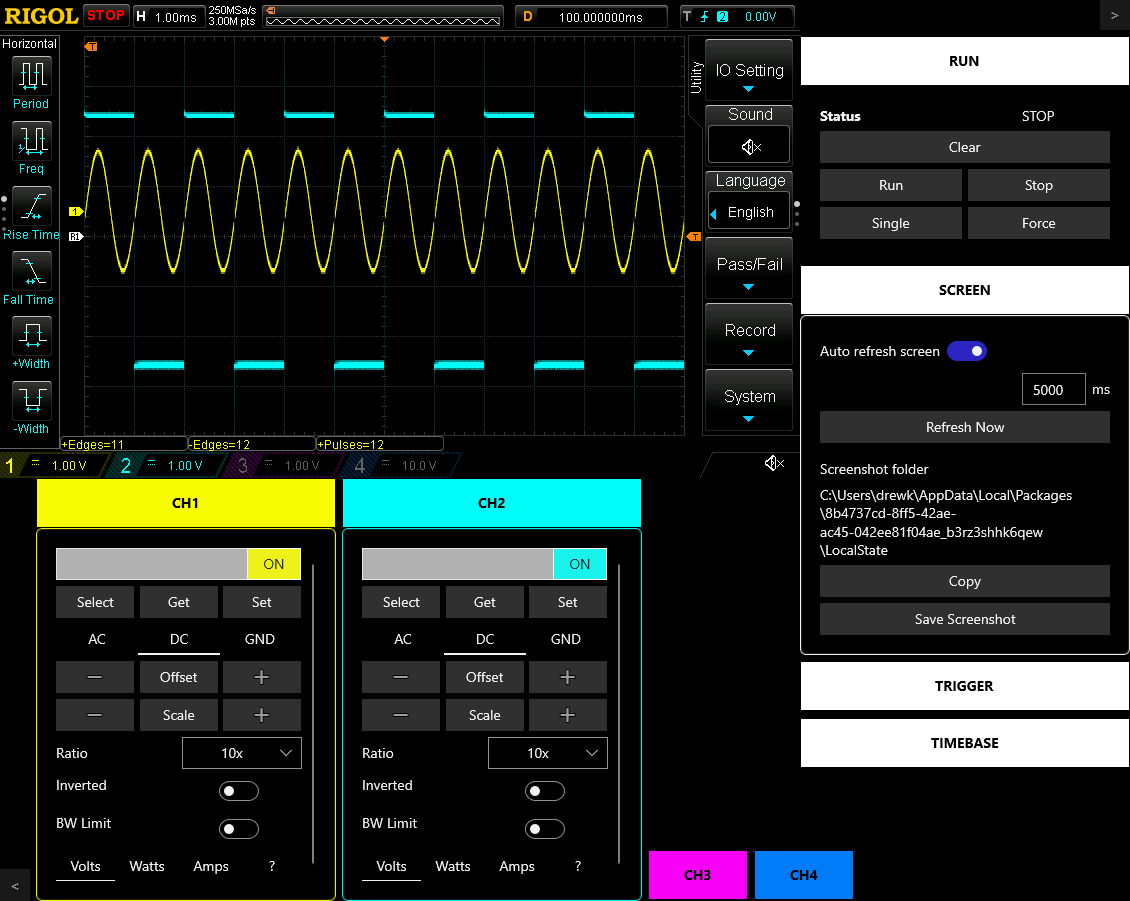 RIGOL STOP H 1.00ms 250MSa/s D 100.000000ms T 2 0.00V >
3.00M pts
Horizontal
T
Period
Freq
Rise Time
Fall Time
+Width
-Width
1
R1
T
Utility
IO Setting
Sound
Language
English
Pass/Fail
Record
System
+Edges=11 -Edges=12 +Pulses=12
1 1.00 V 2 1.00 V 3 1.00 V 4 10.0 V
RUN
Status STOP
Clear
Run Stop
Single Force
SCREEN
Auto refresh screen
5000 ms
Refresh Now
Screenshot folder
C:\Users\drewk\AppData\Local\Packages
\8b4737cd-8ff5-42ae-
ac45-042ee81f04ae_b3rz3shhk6qew
\LocalState
Copy
Save Screenshot
TRIGGER
TIMEBASE
CH1
ON
Select Get Set
AC DC GND
— Offset +
— Scale +
Ratio 10x
Inverted
BW Limit
Volts Watts Amps ?
CH2
ON
Select Get Set
AC DC GND
— Offset +
— Scale +
Ratio 10x
Inverted
BW Limit
Volts Watts Amps ?
CH3 CH4
<